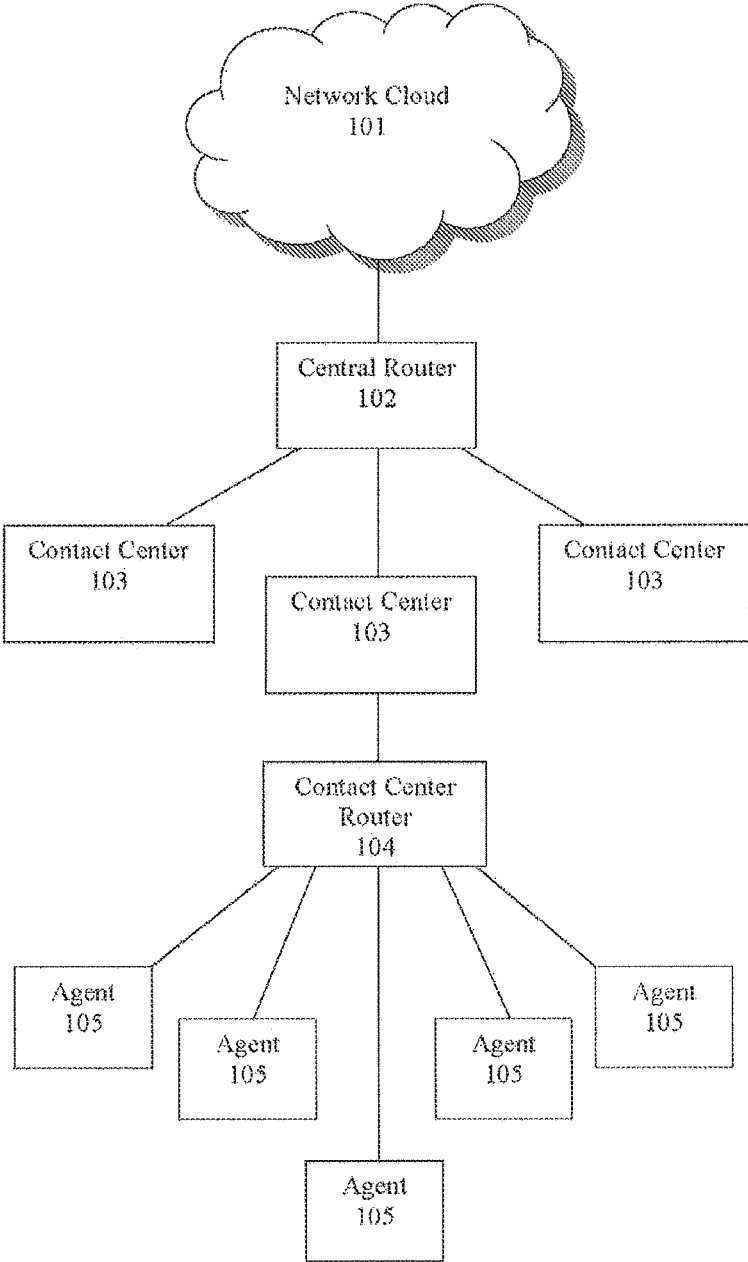 Network Cloud
101
Central Router
102
Contact Center
103
Contact Center
103
Contact Center
103
Contact Center
Router
104
Agent
105
Agent
105
Agent
105
Agent
105
Agent
105